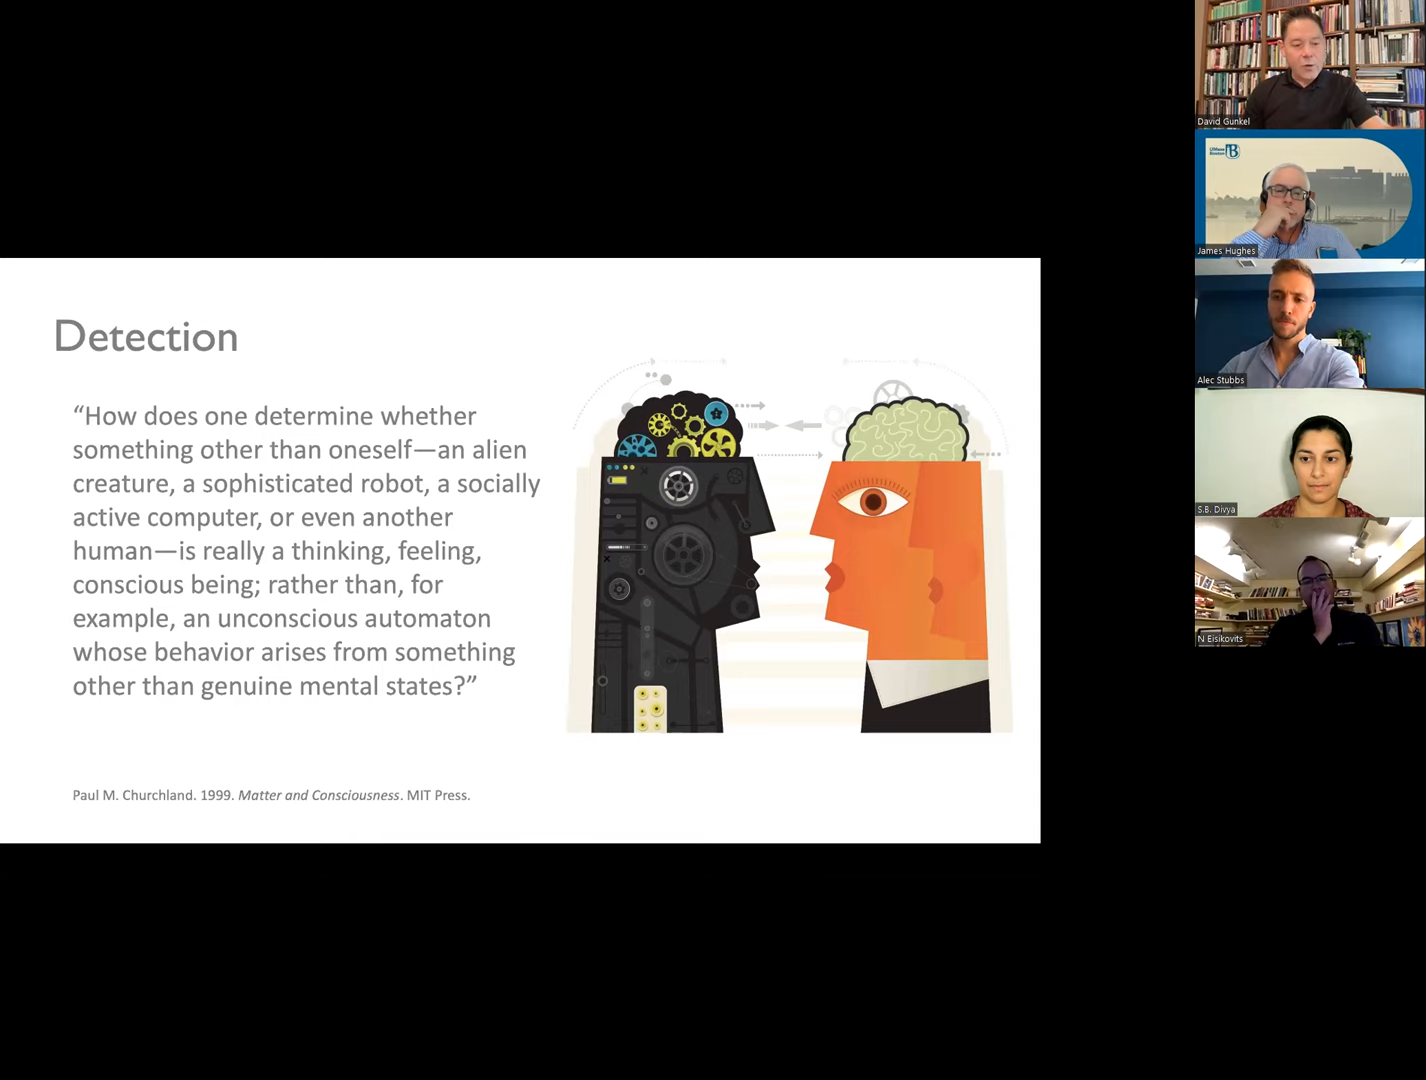 Detection
“How does one determine whether
something other than oneself—an alien
creature, a sophisticated robot, a socially
active computer, or even another
human—is really a thinking, feeling,
conscious being; rather than, for
example, an unconscious automaton
whose behavior arises from something
other than genuine mental states?”
Paul M. Churchland. 1999. Matter and Consciousness. MIT Press.
David Gunkel
UMass
Boston
B
James Hughes
Alec Stubbs
S.B. Divya
N Eisikovits